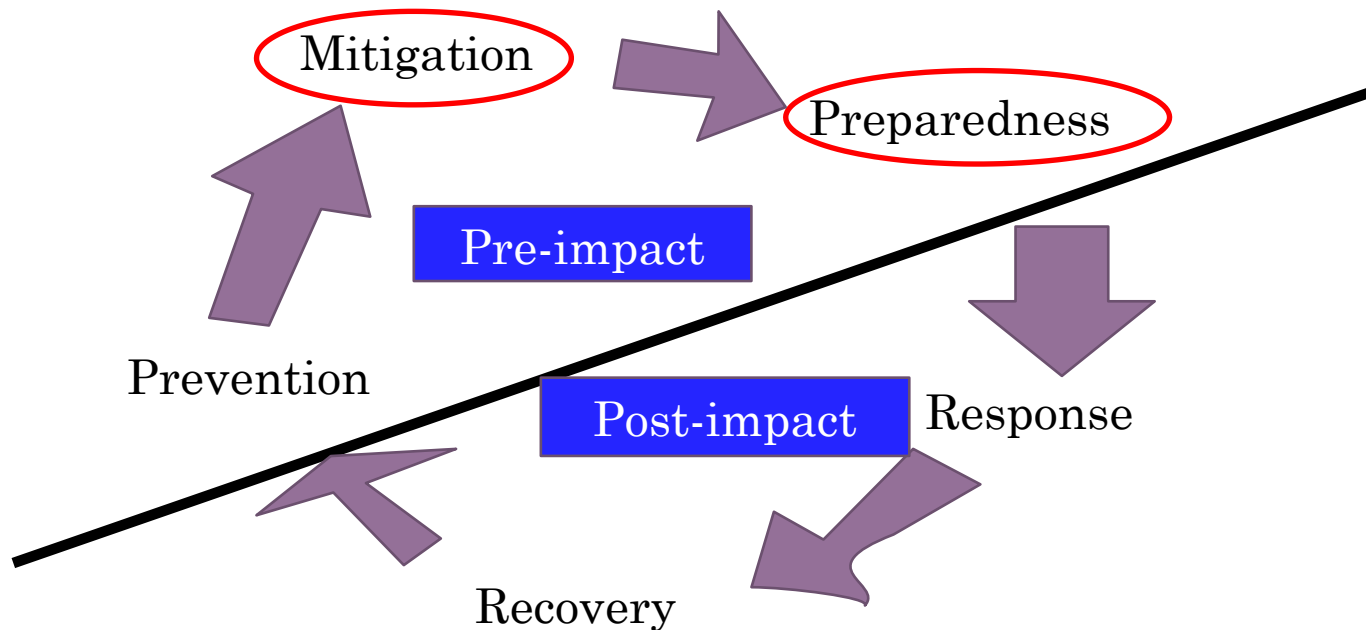 Mitigation
Preparedness
Pre-impact
Prevention
Post-impact
Response
Recovery